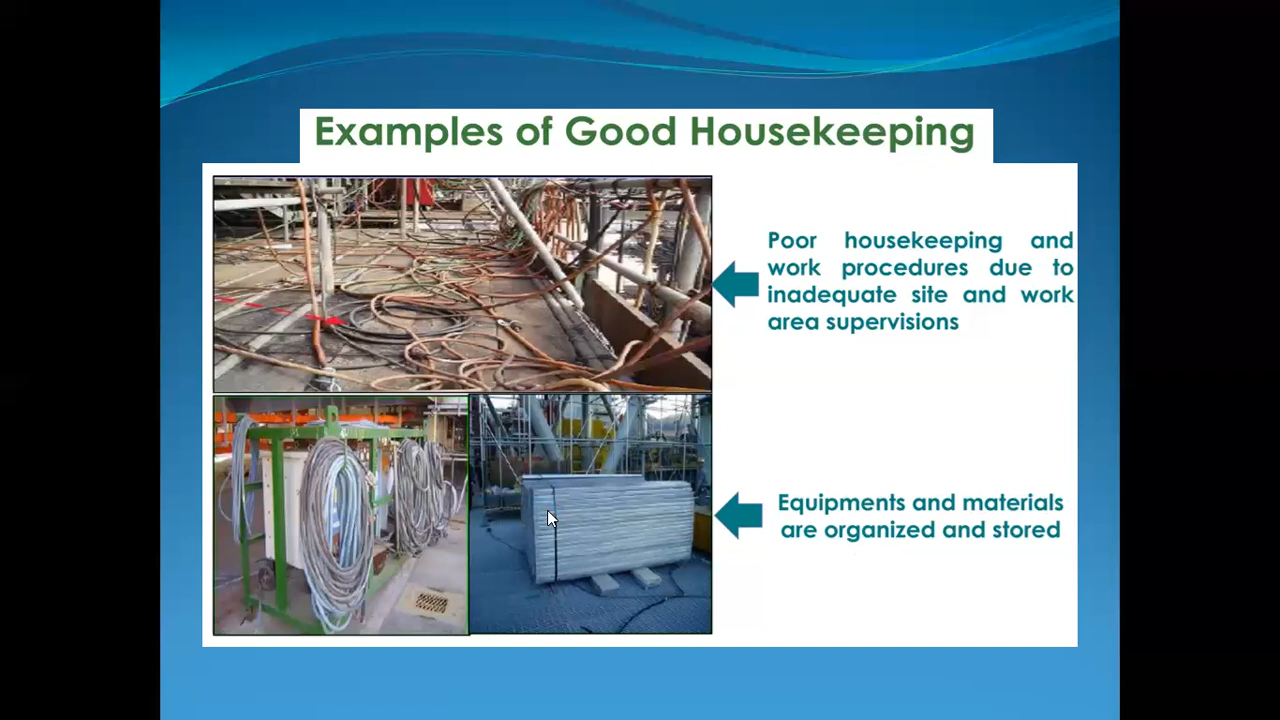 Examples of Good Housekeeping
Poor housekeeping and
work procedures due to
inadequate site and work
area supervisions
Equipments and materials
are organized and stored